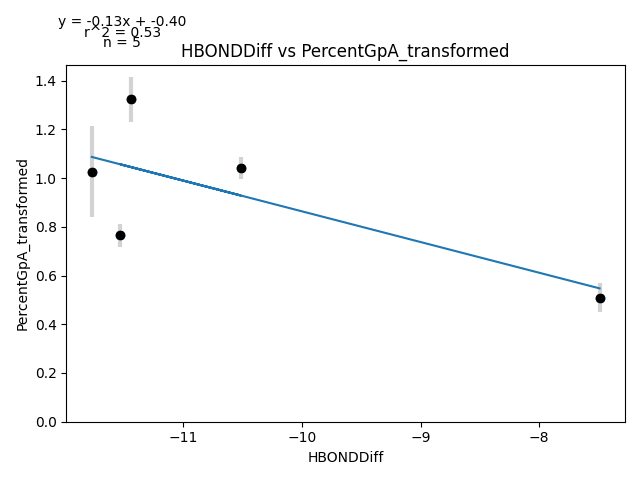 y = -0.13x + -0.40
r^2 = 0.53
n = 5
HBONDDiff vs PercentGpA_transformed
1.4
1.2
1.0
0.8
0.6
0.4
0.2
0.0
PercentGpA_transformed
−11
−10
−9
−8
HBONDDiff